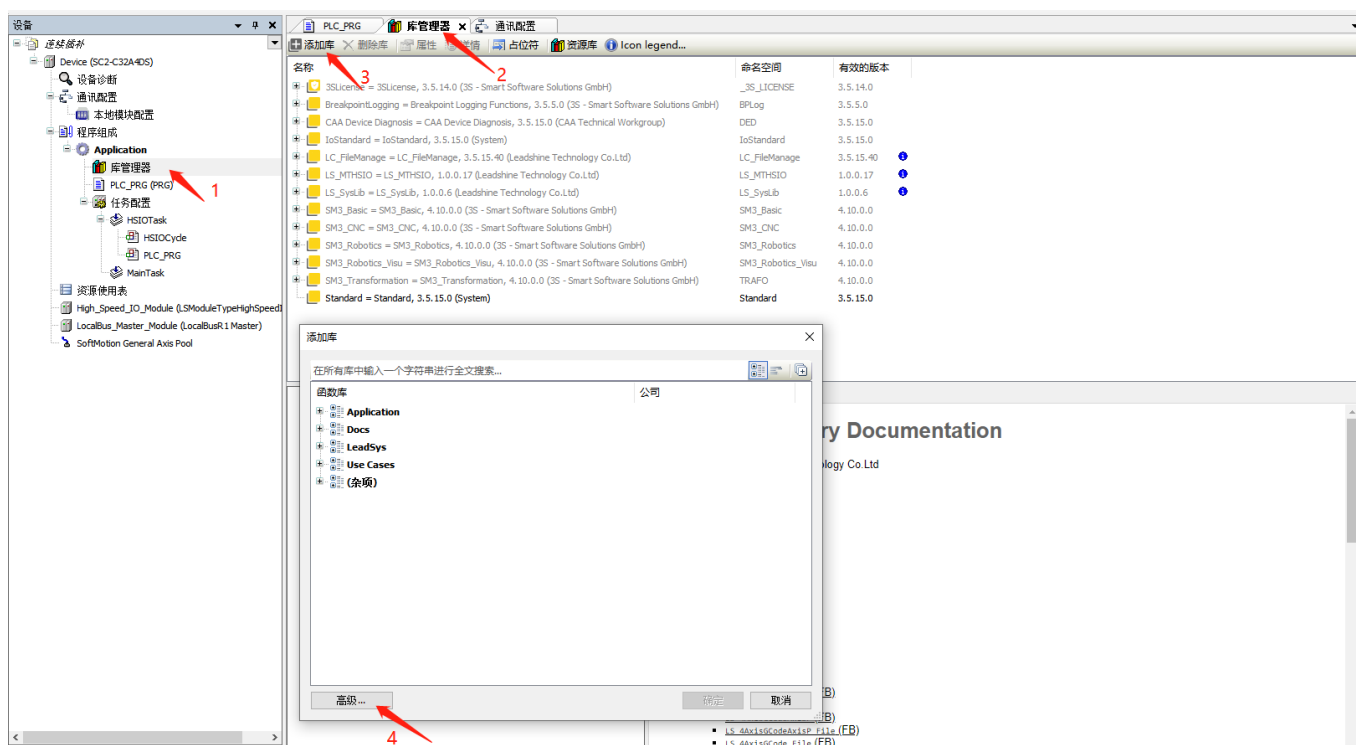 设备
PLC_PRG
库管理器
通讯配置
连续插补
添加库
删除库
属性
详情
占位符
资源库
Icon legend...
Device (SC2-C32A4DS)
设备诊断
通讯配置
本地模块配置
程序组成
Application
库管理器
PLC_PRG (PRG)
任务配置
HSIOTask
HSIOCycle
PLC_PRG
MainTask
资源使用表
High_Speed_IO_Module (LSModuleTypeHighSpeedI
LocalBus_Master_Module (LocalBusR1 Master)
SoftMotion General Axis Pool
1
2
3
名称 命名空间 有效的版本
3SLicense = 3SLicense, 3.5.14.0 (3S - Smart Software Solutions GmbH) _3S_LICENSE 3.5.14.0
BreakpointLogging = Breakpoint Logging Functions, 3.5.5.0 (3S - Smart Software Solutions GmbH) BPLog 3.5.5.0
CAA Device Diagnosis = CAA Device Diagnosis, 3.5.15.0 (CAA Technical Workgroup) DED 3.5.15.0
IoStandard = IoStandard, 3.5.15.0 (System) IoStandard 3.5.15.0
LC_FileManage = LC_FileManage, 3.5.15.40 (Leadshine Technology Co.Ltd) LC_FileManage 3.5.15.40
LS_MTHSIO = LS_MTHSIO, 1.0.0.17 (Leadshine Technology Co.Ltd) LS_MTHSIO 1.0.0.17
LS_SysLib = LS_SysLib, 1.0.0.6 (Leadshine Technology Co.Ltd) LS_SysLib 1.0.0.6
SM3_Basic = SM3_Basic, 4.10.0.0 (3S - Smart Software Solutions GmbH) SM3_Basic 4.10.0.0
SM3_CNC = SM3_CNC, 4.10.0.0 (3S - Smart Software Solutions GmbH) SM3_CNC 4.10.0.0
SM3_Robotics = SM3_Robotics, 4.10.0.0 (3S - Smart Software Solutions GmbH) SM3_Robotics 4.10.0.0
SM3_Robotics_Visu = SM3_Robotics_Visu, 4.10.0.0 (3S - Smart Software Solutions GmbH) SM3_Robotics_Visu 4.10.0.0
SM3_Transformation = SM3_Transformation, 4.10.0.0 (3S - Smart Software Solutions GmbH) TRAFO 4.10.0.0
Standard = Standard, 3.5.15.0 (System) Standard 3.5.15.0
添加库
在所有库中输入一个字符串进行全文搜索...
函数库 公司
Application
Docs
LeadSys
Use Cases
(杂项)
高级...
确定
取消
4
ry Documentation
ology Co.Ltd
FB)
(FB)
LS_4AxisGCodeAxisP_File (FB)
LS_4AxisGCode_File (FB)